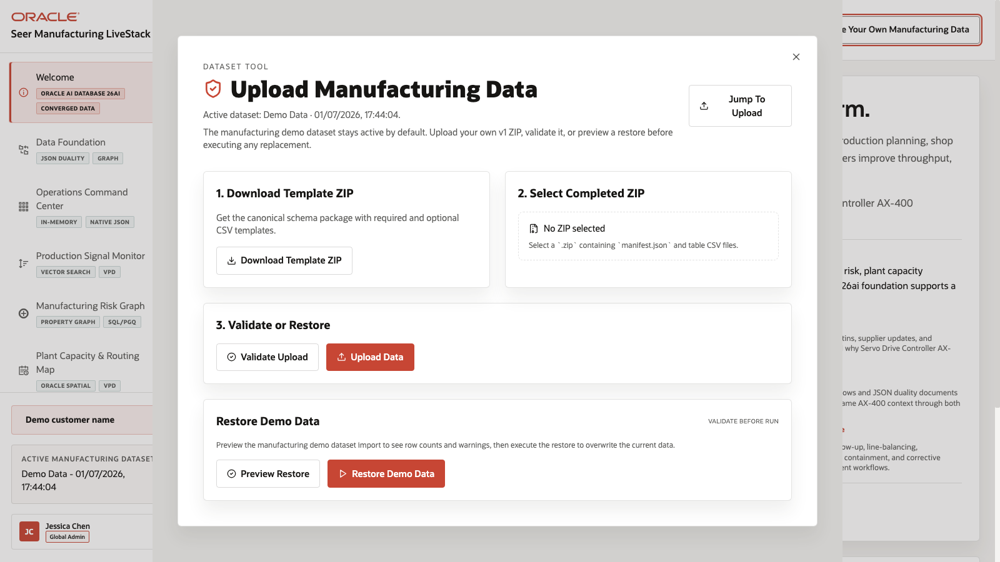 ORACLE
Seer Manufacturing LiveStack
Welcome
ORACLE AI DATABASE 26AI
CONVERGED DATA
Data Foundation
JSON DUALITY
GRAPH
Operations Command
Center
IN-MEMORY
NATIVE JSON
Production Signal Monitor
VECTOR SEARCH
VPD
Manufacturing Risk Graph
PROPERTY GRAPH
SQL/PGQ
Plant Capacity & Routing
Map
ORACLE SPATIAL
VPD
Demo customer name
ACTIVE MANUFACTURING DATASET
Demo Data - 01/07/2026,
17:44:04
JC
Jessica Chen
Global Admin
DATASET TOOL
Upload Manufacturing Data
Active dataset: Demo Data · 01/07/2026, 17:44:04.
The manufacturing demo dataset stays active by default. Upload your own v1 ZIP, validate it, or preview a restore before
executing any replacement.
Jump To
Upload
1. Download Template ZIP
Get the canonical schema package with required and optional
CSV templates.
Download Template ZIP
2. Select Completed ZIP
No ZIP selected
Select a `.zip` containing `manifest.json` and table CSV files.
3. Validate or Restore
Validate Upload
Upload Data
Restore Demo Data
VALIDATE BEFORE RUN
Preview the manufacturing demo dataset import to see row counts and warnings, then execute the restore to overwrite the current data.
Preview Restore
Restore Demo Data
e Your Own Manufacturing Data
rm.
roduction planning, shop
ers improve throughput,
ntroller AX-400
risk, plant capacity
26ai foundation supports a
tins, supplier updates, and
why Servo Drive Controller AX-
ows and JSON duality documents
ame AX-400 context through both
e
ow-up, line-balancing,
containment, and corrective
ent workflows.